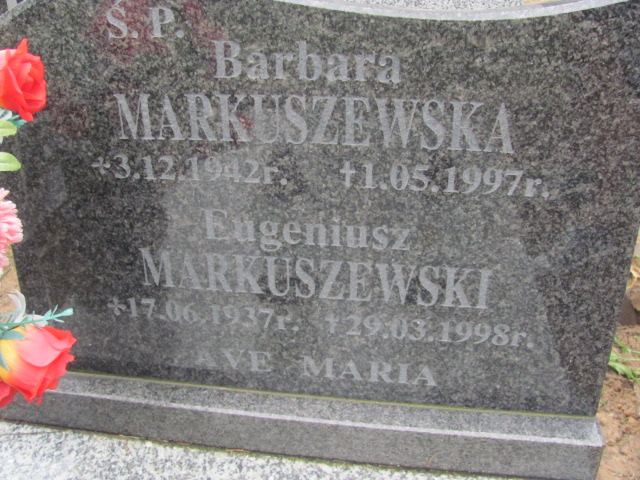 Ś.P.
Barbara
MARKUSZEWSKA
*3.12.1942r. †1.05.1997r.
Eugeniusz
MARKUSZEWSKI
*17.06.1937r. †29.03.1998r.
AVE MARIA